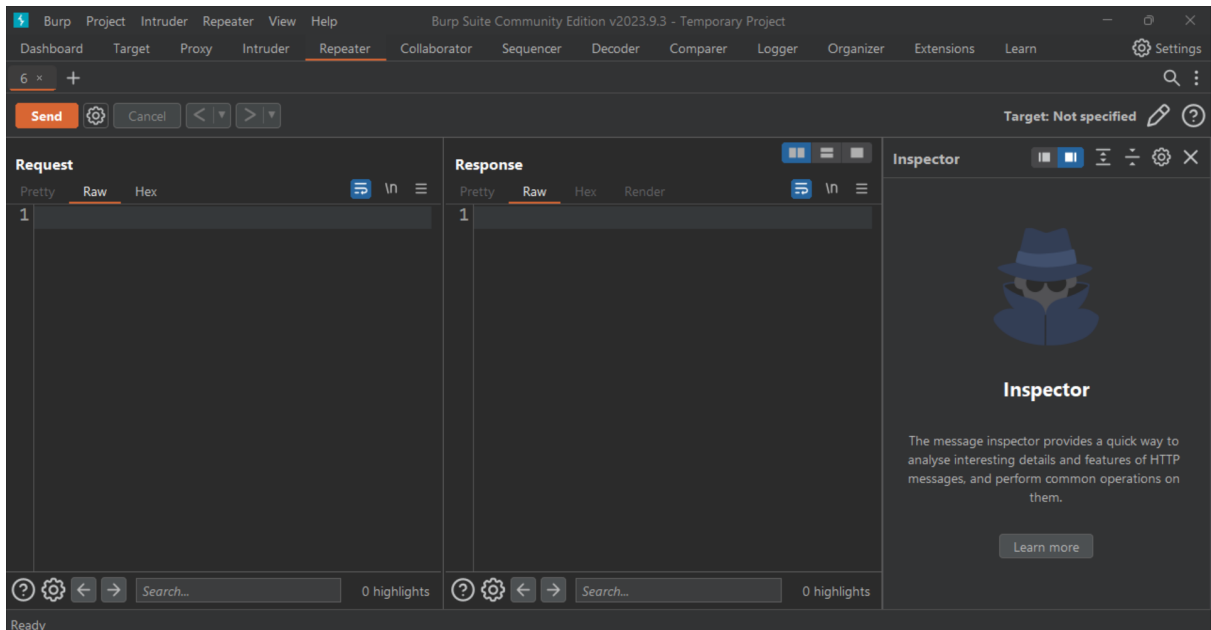 Burp Project Intruder Repeater View Help Burp Suite Community Edition v2023.9.3 - Temporary Project
Dashboard Target Proxy Intruder Repeater Collaborator Sequencer Decoder Comparer Logger Organizer Extensions Learn Settings
6 × +
Send Cancel < > Target: Not specified ?
Request
Pretty Raw Hex \n
1
Search...
0 highlights
Response
Pretty Raw Hex Render \n
1
Search...
0 highlights
Inspector
Inspector
The message inspector provides a quick way to
analyse interesting details and features of HTTP
messages, and perform common operations on
them.
Learn more
Ready